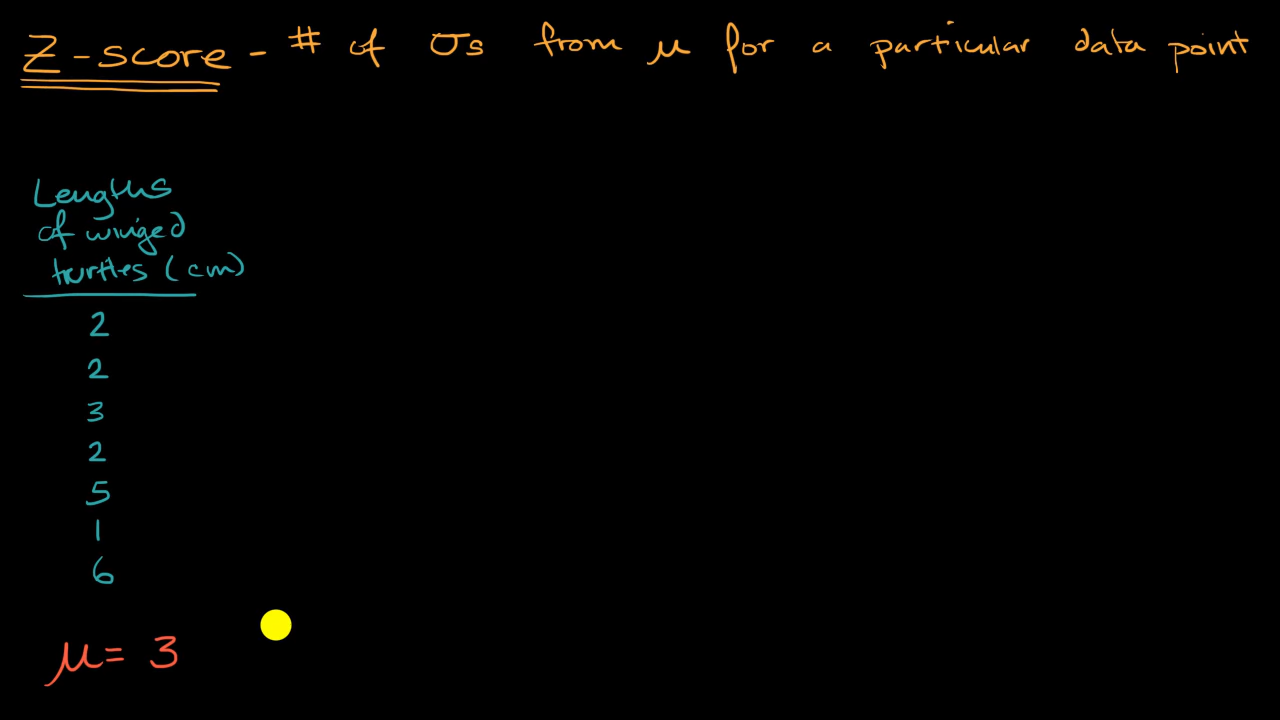 Z-score - # of σs from μ for a particular data point
Lengths
of winged
turtles (cm)
2
2
3
2
5
1
6
μ = 3